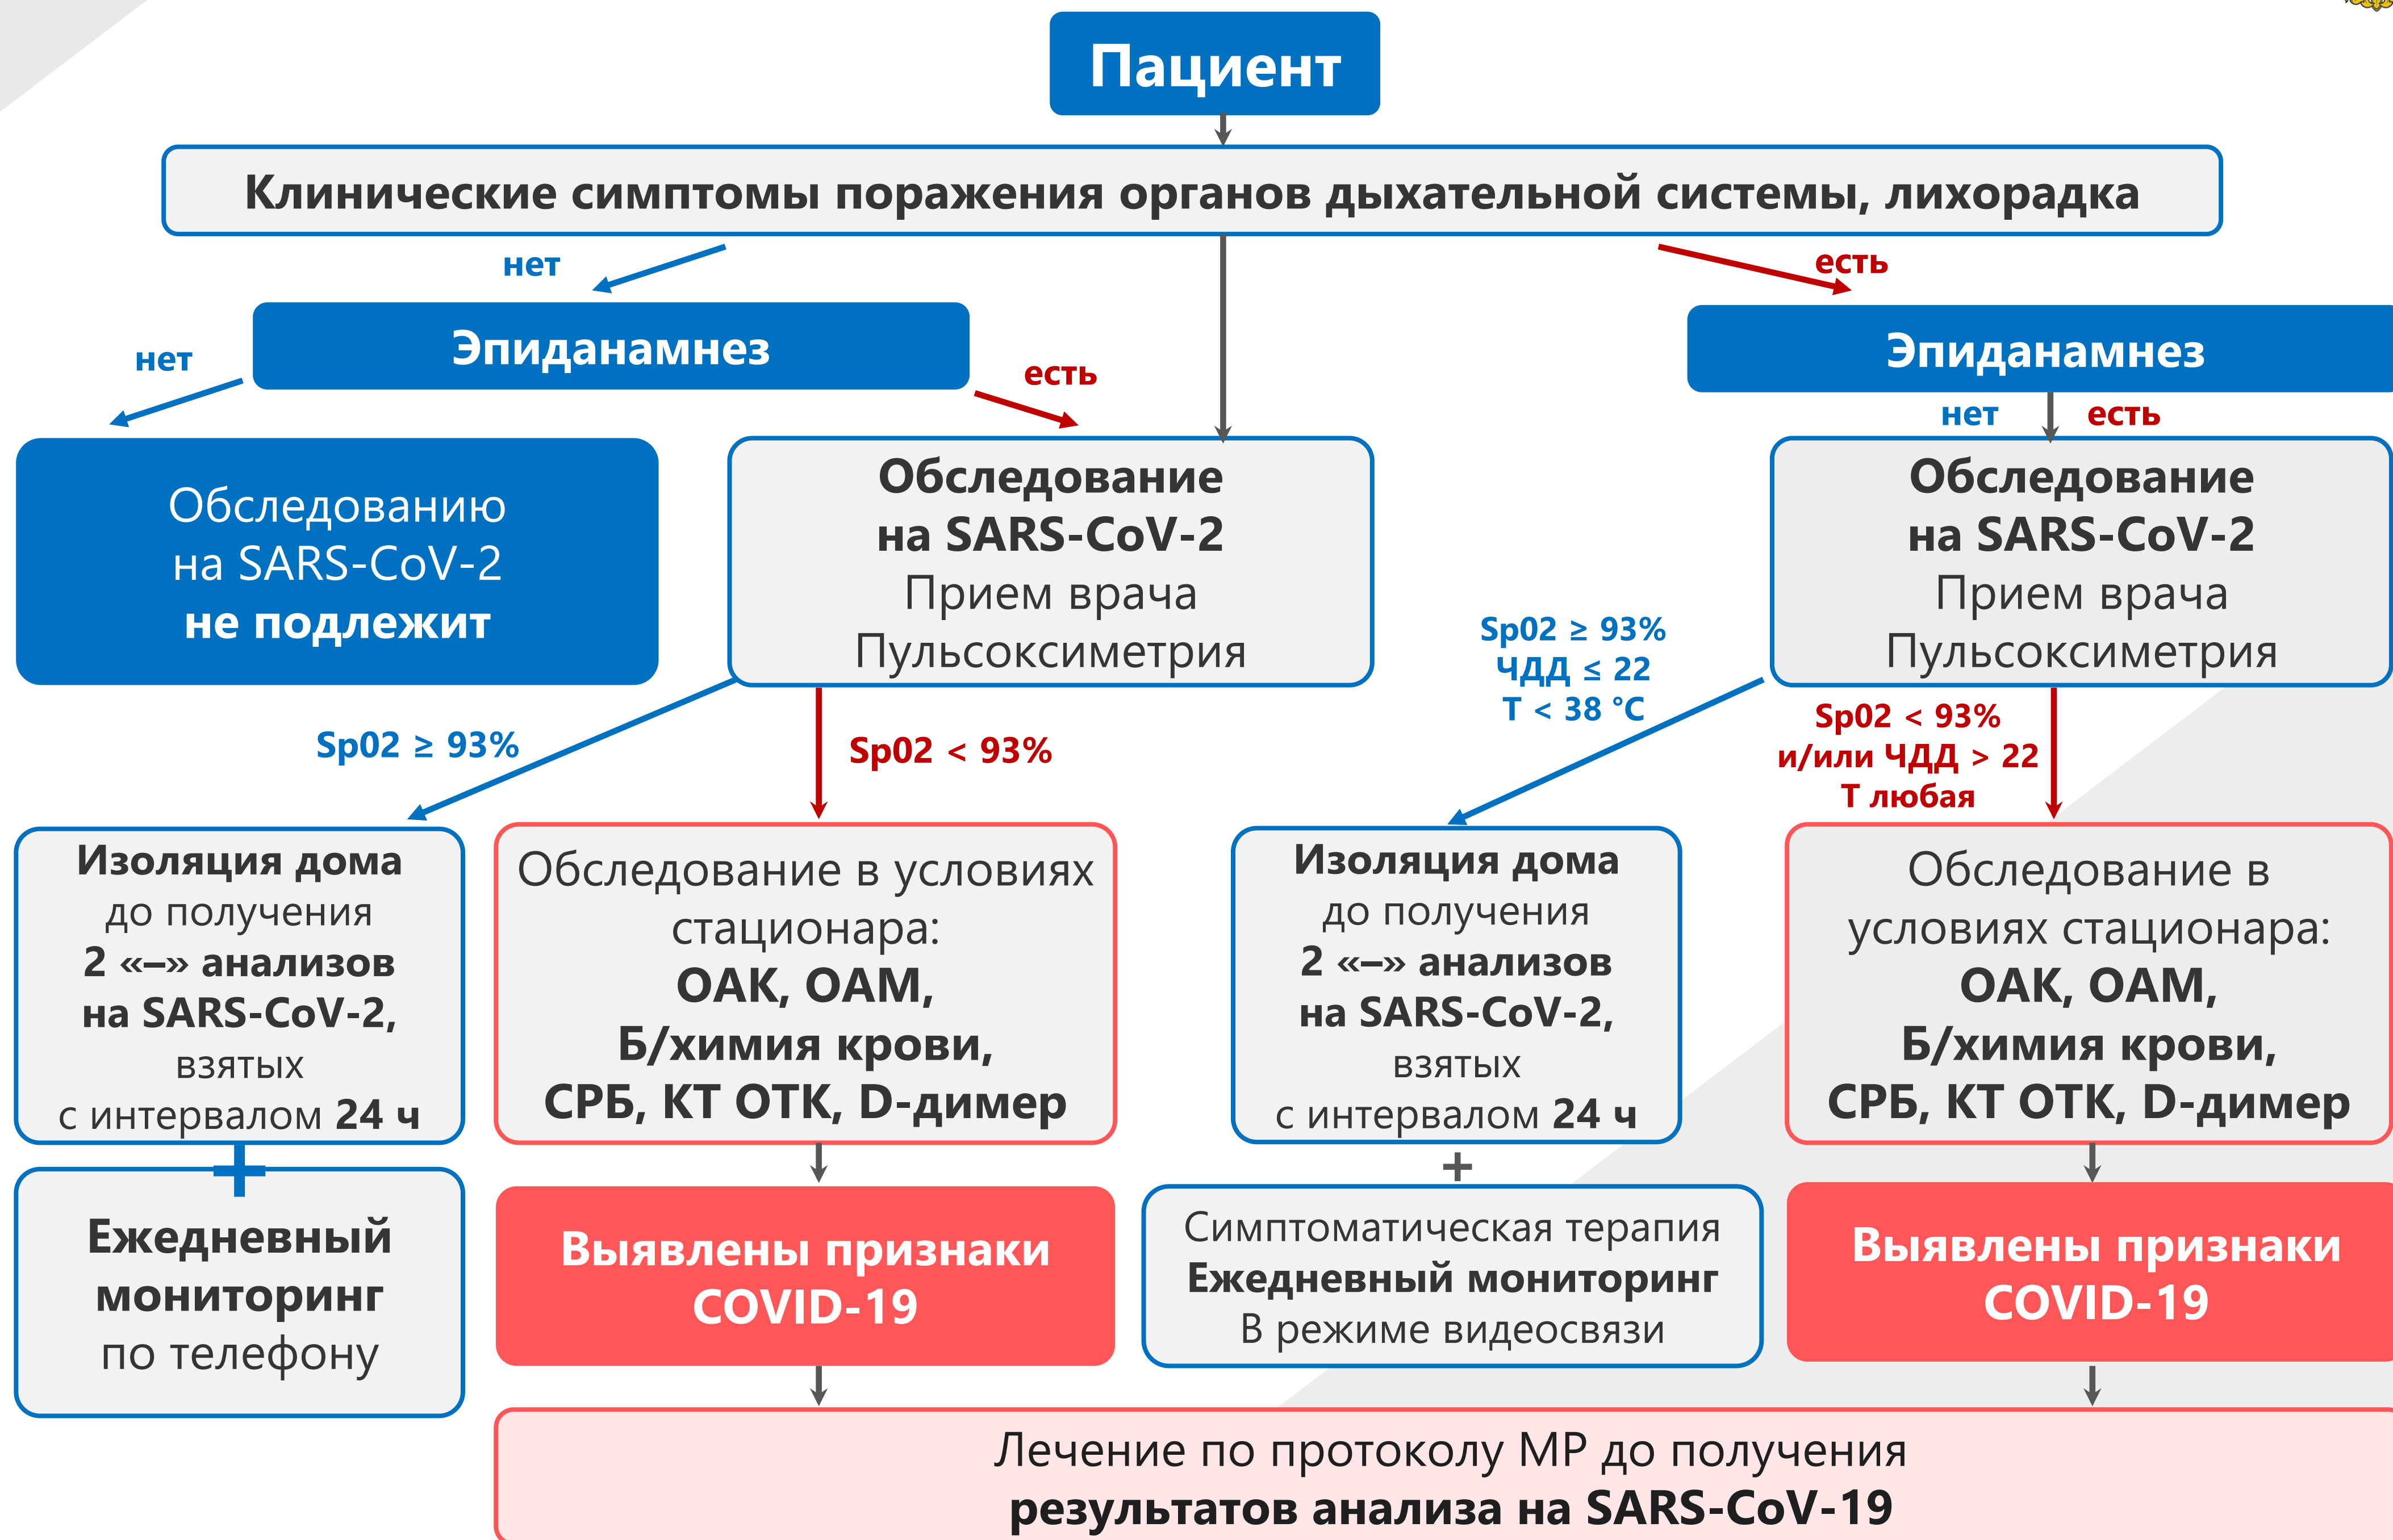 Пациент
Клинические симптомы поражения органов дыхательной системы, лихорадка
нет
есть
Эпиданамнез
Эпиданамнез
нет
есть
нет
есть
Обследованию
на SARS-CoV-2
не подлежит
Обследование
на SARS-CoV-2
Прием врача
Пульсоксиметрия
Обследование
на SARS-CoV-2
Прием врача
Пульсоксиметрия
Sp02 ≥ 93%
Sp02 < 93%
Sp02 ≥ 93%
ЧДД ≤ 22
T < 38 °C
Sp02 < 93%
и/или ЧДД > 22
Т любая
Изоляция дома
до получения
2 «–» анализов
на SARS-CoV-2,
взятых
с интервалом 24 ч
+
Ежедневный
мониторинг
по телефону
Обследование в условиях
стационара:
ОАК, ОАМ,
Б/химия крови,
СРБ, КТ ОТК, D-димер
Выявлены признаки
COVID-19
Изоляция дома
до получения
2 «–» анализов
на SARS-CoV-2,
взятых
с интервалом 24 ч
+
Симптоматическая терапия
Ежедневный мониторинг
В режиме видеосвязи
Обследование в
условиях стационара:
ОАК, ОАМ,
Б/химия крови,
СРБ, КТ ОТК, D-димер
Выявлены признаки
COVID-19
Лечение по протоколу МР до получения
результатов анализа на SARS-CoV-19